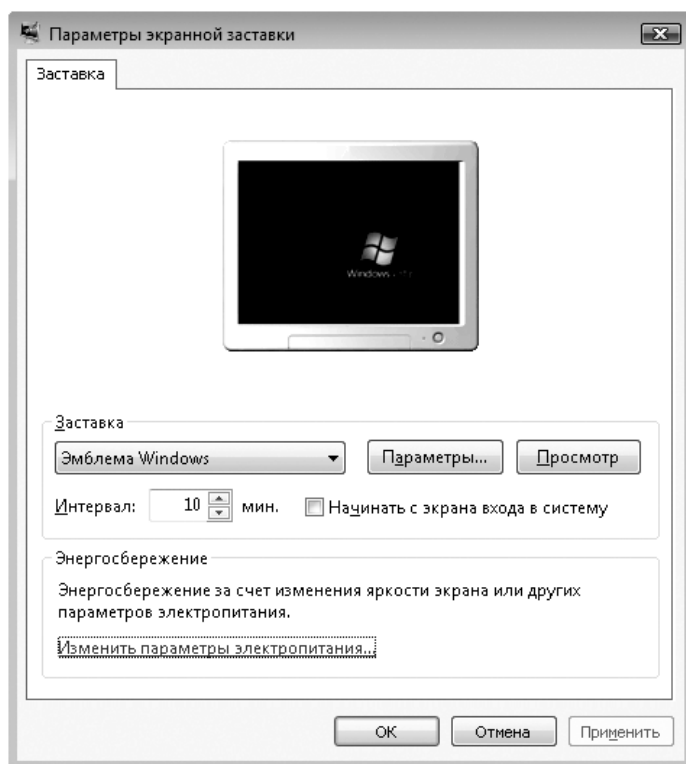 Параметры экранной заставки
Заставка
Windows
Заставка
Эмблема Windows
Параметры...
Просмотр
Интервал: 10 мин. Начинать с экрана входа в систему
Энергосбережение
Энергосбережение за счет изменения яркости экрана или других
параметров электропитания.
Изменить параметры электропитания...
ОК
Отмена
Применить